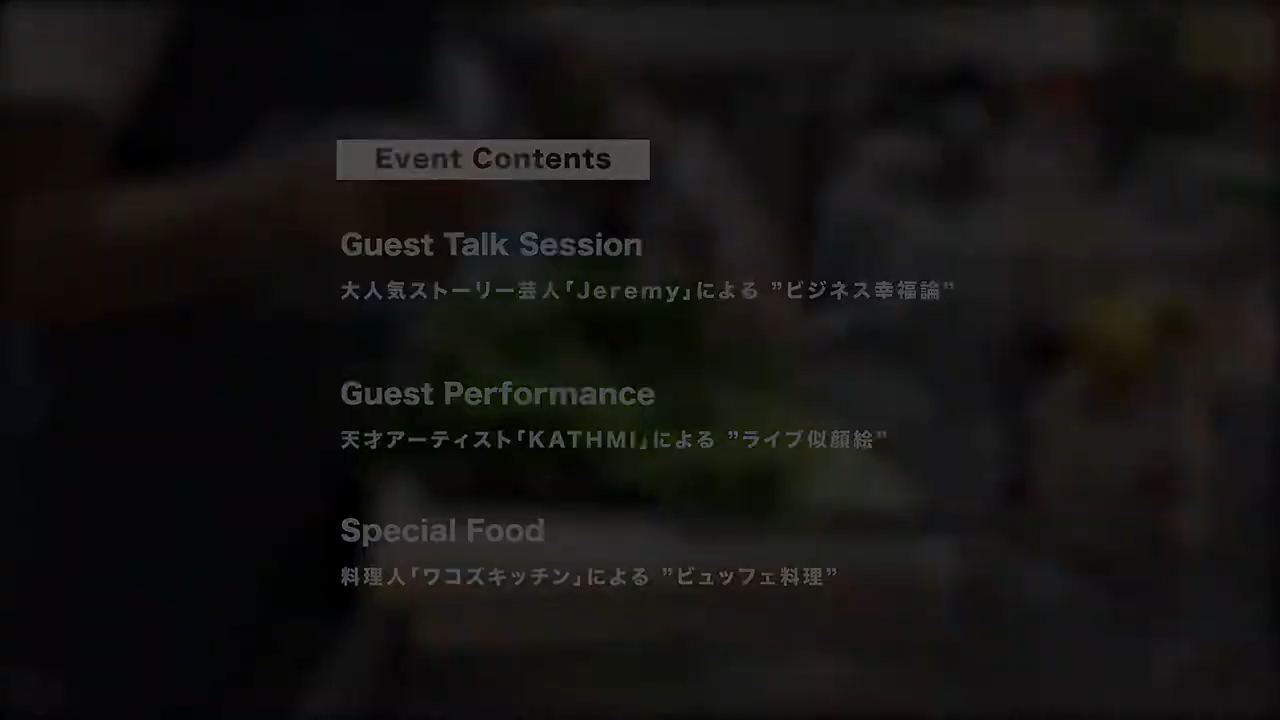 Event Contents
Guest Talk Session
大人気ストーリー芸人「Jeremy」による ”ビジネス幸福論”
Guest Performance
天才アーティスト「KATHMI」による ”ライブ似顔絵”
Special Food
料理人「ワコズキッチン」による ”ビュッフェ料理”